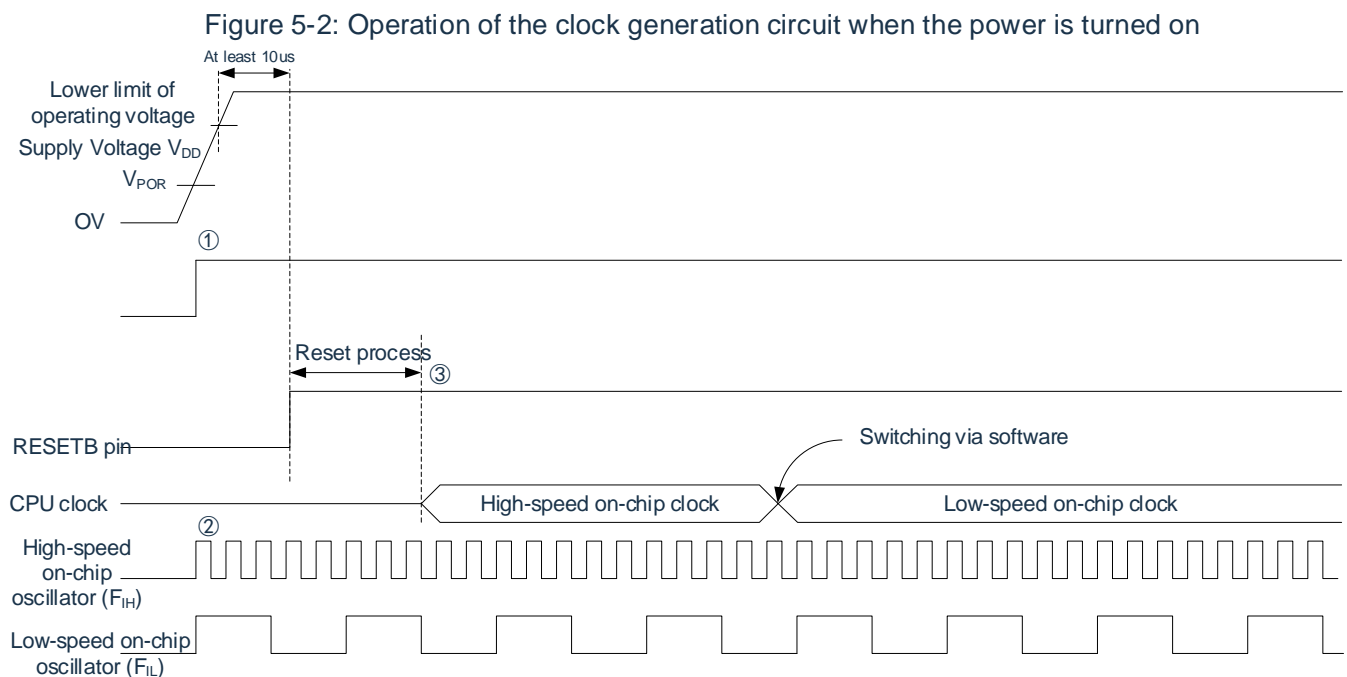 Figure 5-2: Operation of the clock generation circuit when the power is turned on
At least 10us
Lower limit of
operating voltage
Supply Voltage VDD
VPOR
OV
①
Reset process
③
RESETB pin
Switching via software
CPU clock
High-speed on-chip clock
Low-speed on-chip clock
②
High-speed
on-chip
oscillator (FIH)
Low-speed on-chip
oscillator (FIL)